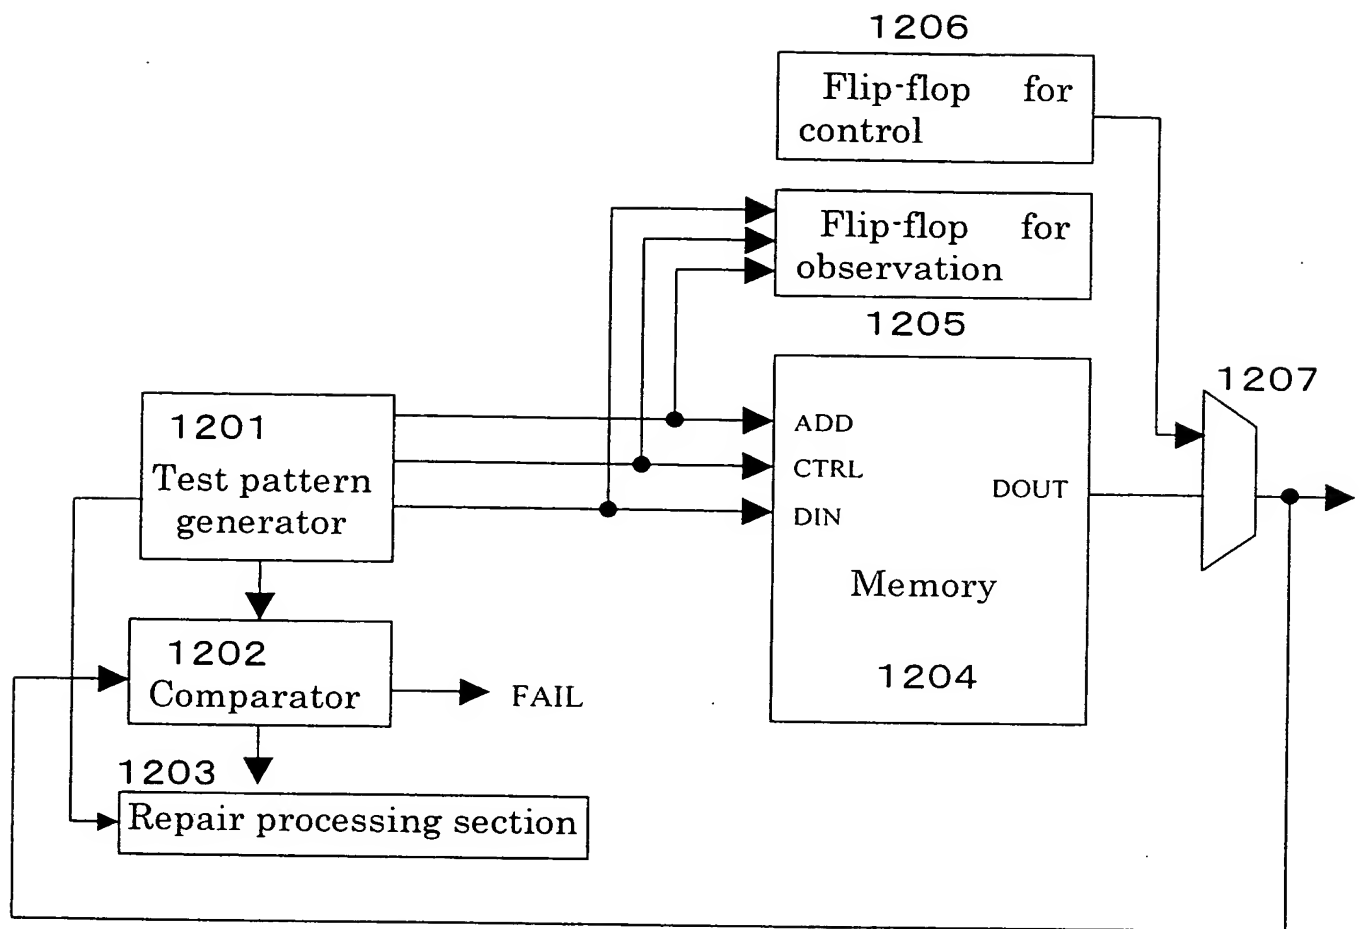 1206
Flip-flop for
control
Flip-flop for
observation
1205
1207
1201
Test pattern
generator
ADD
CTRL
DIN
DOUT
Memory
1204
1202
Comparator
FAIL
1203
Repair processing section